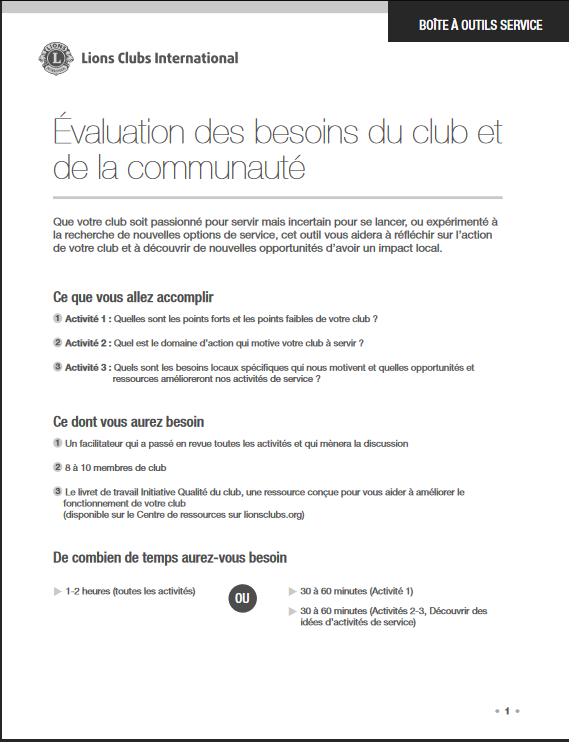 BOÎTE À OUTILS SERVICE
Lions Clubs International
Évaluation des besoins du club et
de la communauté
Que votre club soit passionné pour servir mais incertain pour se lancer, ou expérimenté à
la recherche de nouvelles options de service, cet outil vous aidera à réfléchir sur l'action
de votre club et à découvrir de nouvelles opportunités d'avoir un impact local.
Ce que vous allez accomplir
1 Activité 1 : Quelles sont les points forts et les points faibles de votre club ?
2 Activité 2 : Quel est le domaine d'action qui motive votre club à servir ?
3 Activité 3 : Quels sont les besoins locaux spécifiques qui nous motivent et quelles opportunités et
ressources amélioreront nos activités de service ?
Ce dont vous aurez besoin
1 Un facilitateur qui a passé en revue toutes les activités et qui mènera la discussion
2 8 à 10 membres de club
3 Le livret de travail Initiative Qualité du club, une ressource conçue pour vous aider à améliorer le
fonctionnement de votre club
(disponible sur le Centre de ressources sur lionsclubs.org)
De combien de temps aurez-vous besoin
1-2 heures (toutes les activités)
OU
30 à 60 minutes (Activité 1)
30 à 60 minutes (Activités 2-3, Découvrir des
idées d'activités de service)
• 1 •